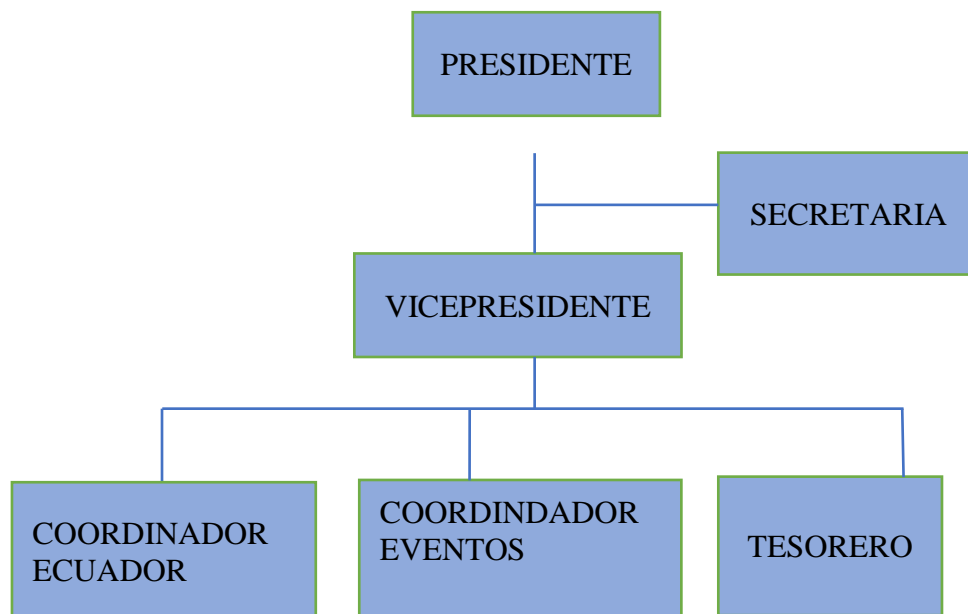 PRESIDENTE
SECRETARIA
VICEPRESIDENTE
COORDINADOR
ECUADOR
COORDINDADOR
EVENTOS
TESORERO